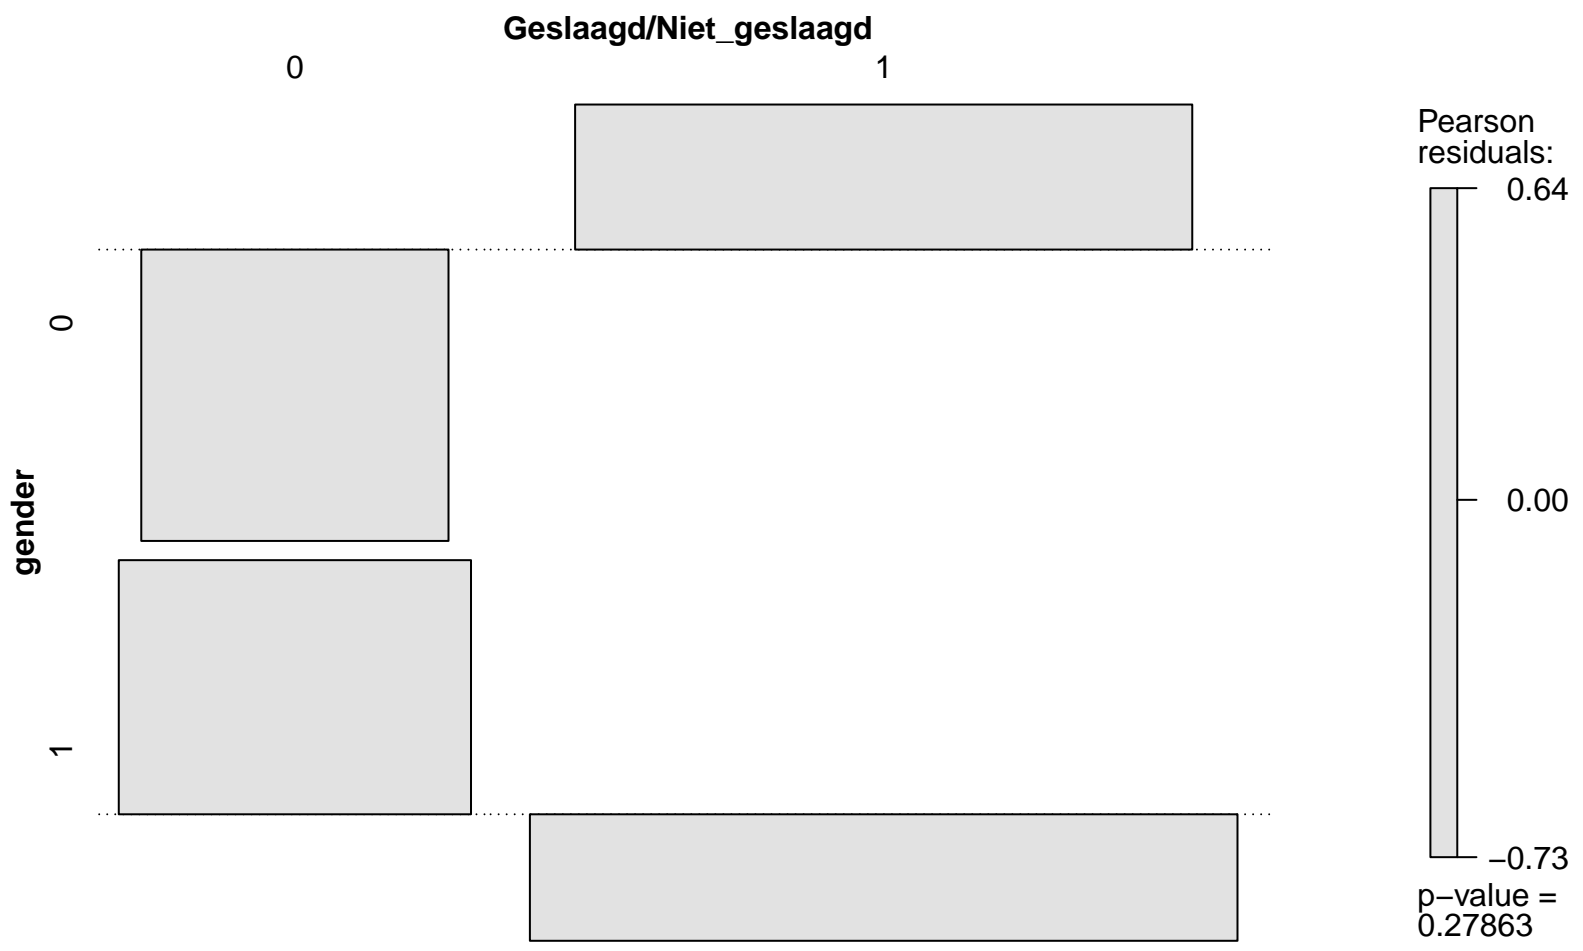 Geslaagd/Niet_geslaagd
0
1
Pearson
residuals:
0.64
0.00
−0.73
p−value =
0.27863
gender
0
1